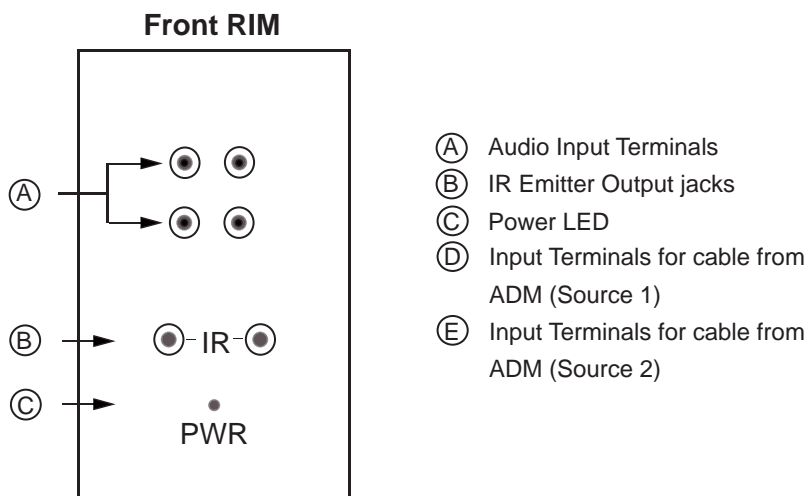 Front RIM
A
B
IR
C
PWR
A Audio Input Terminals
B IR Emitter Output jacks
C Power LED
D Input Terminals for cable from
ADM (Source 1)
E Input Terminals for cable from
ADM (Source 2)